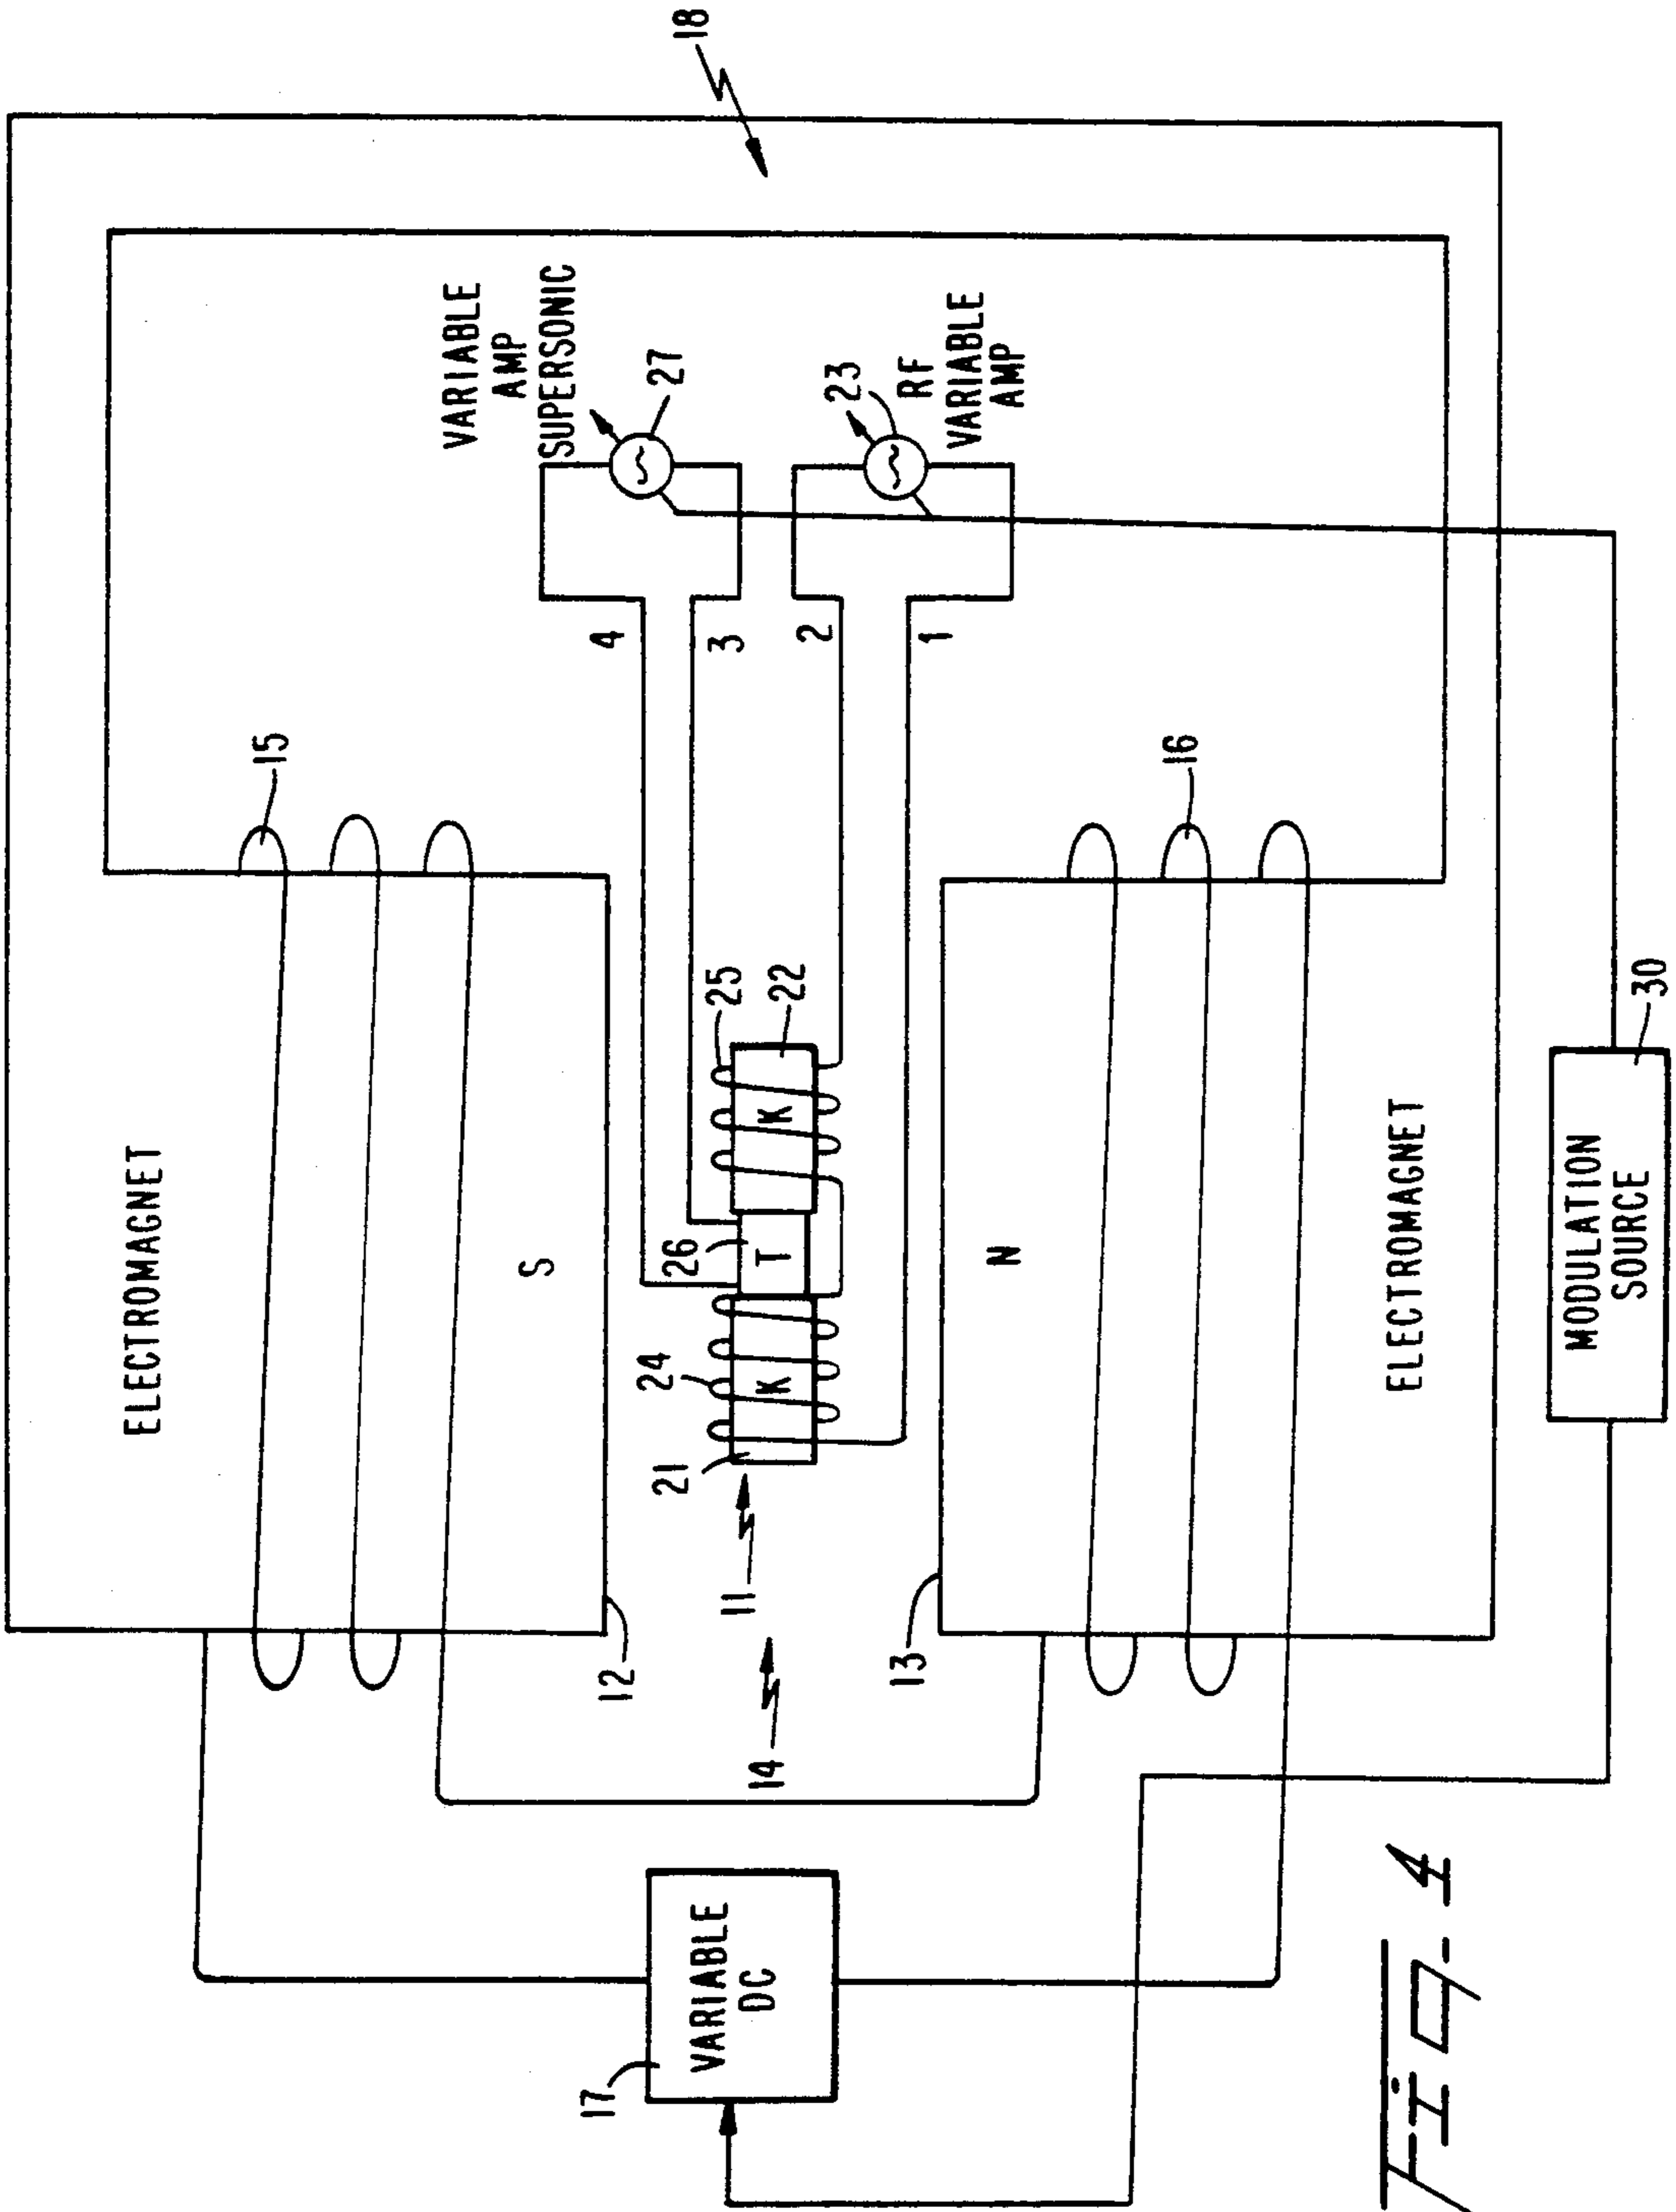 18
ELECTROMAGNET
15
S
12
VARIABLE
AMP
SUPERSONIC
27
4
3
2
1
23
RF
VARIABLE
AMP
25
22
K
26
T
24
K
21
11
14
13
N
16
ELECTROMAGNET
17
VARIABLE
DC
MODULATION
SOURCE
30
FIG. 4